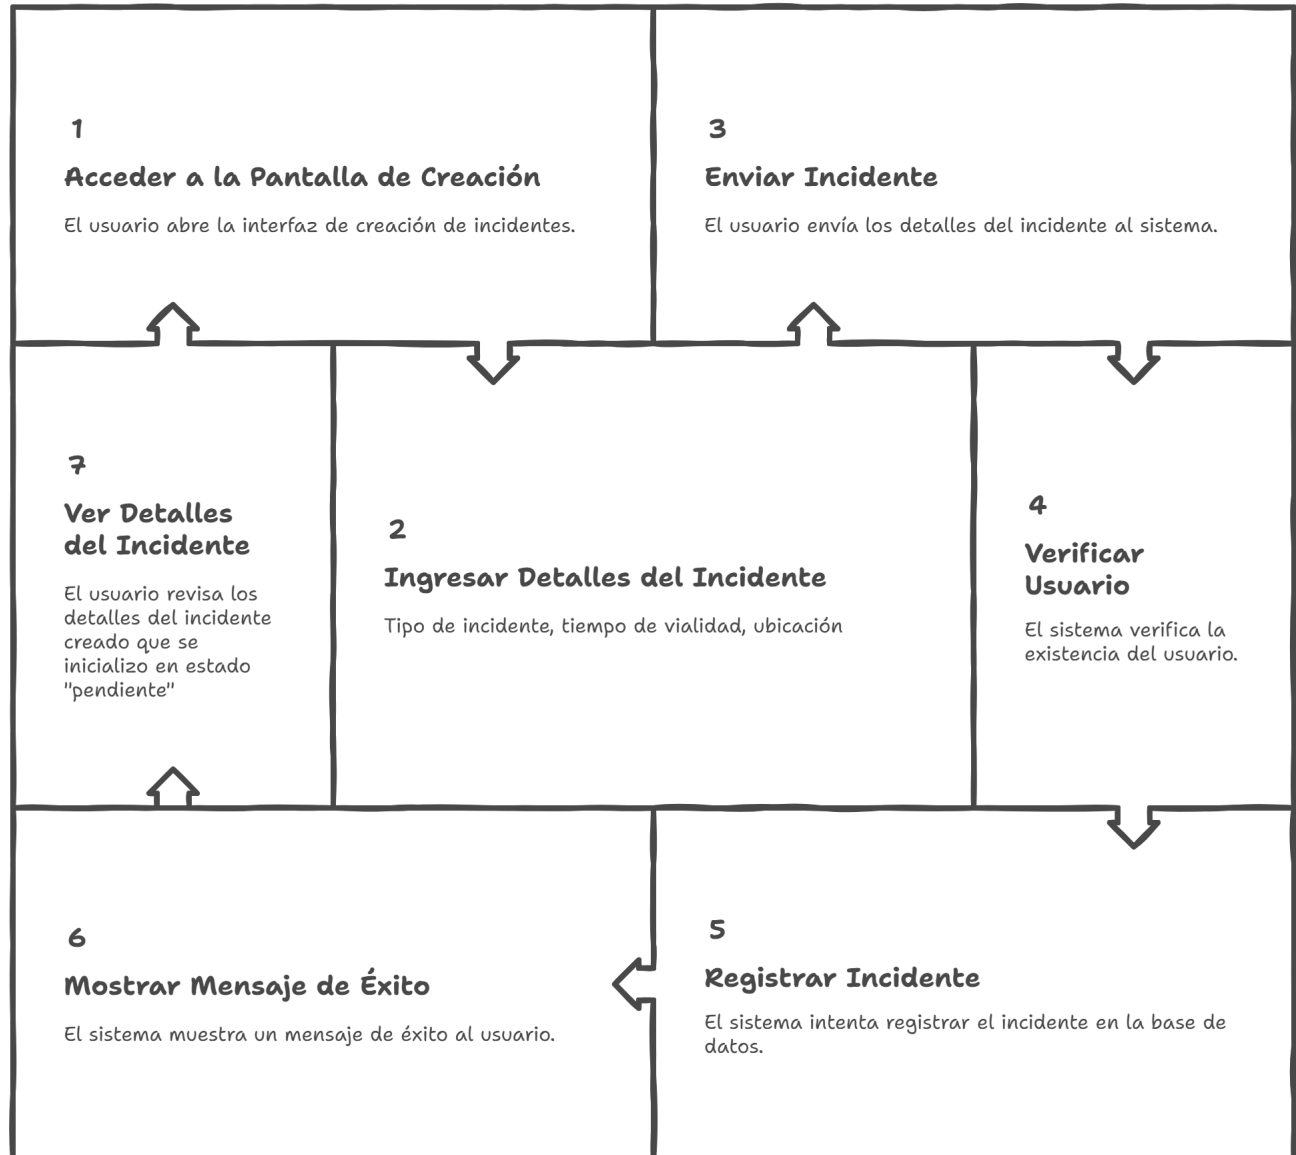 1
Acceder a la Pantalla de Creación
El usuario abre la interfaz de creación de incidentes.
3
Enviar Incidente
El usuario envía los detalles del incidente al sistema.
7
Ver Detalles
del Incidente
El usuario revisa los
detalles del incidente
creado que se
inicializo en estado
"pendiente"
2
Ingresar Detalles del Incidente
Tipo de incidente, tiempo de vialidad, ubicación
4
Verificar
Usuario
El sistema verifica la
existencia del usuario.
6
Mostrar Mensaje de Éxito
El sistema muestra un mensaje de éxito al usuario.
5
Registrar Incidente
El sistema intenta registrar el incidente en la base de
datos.